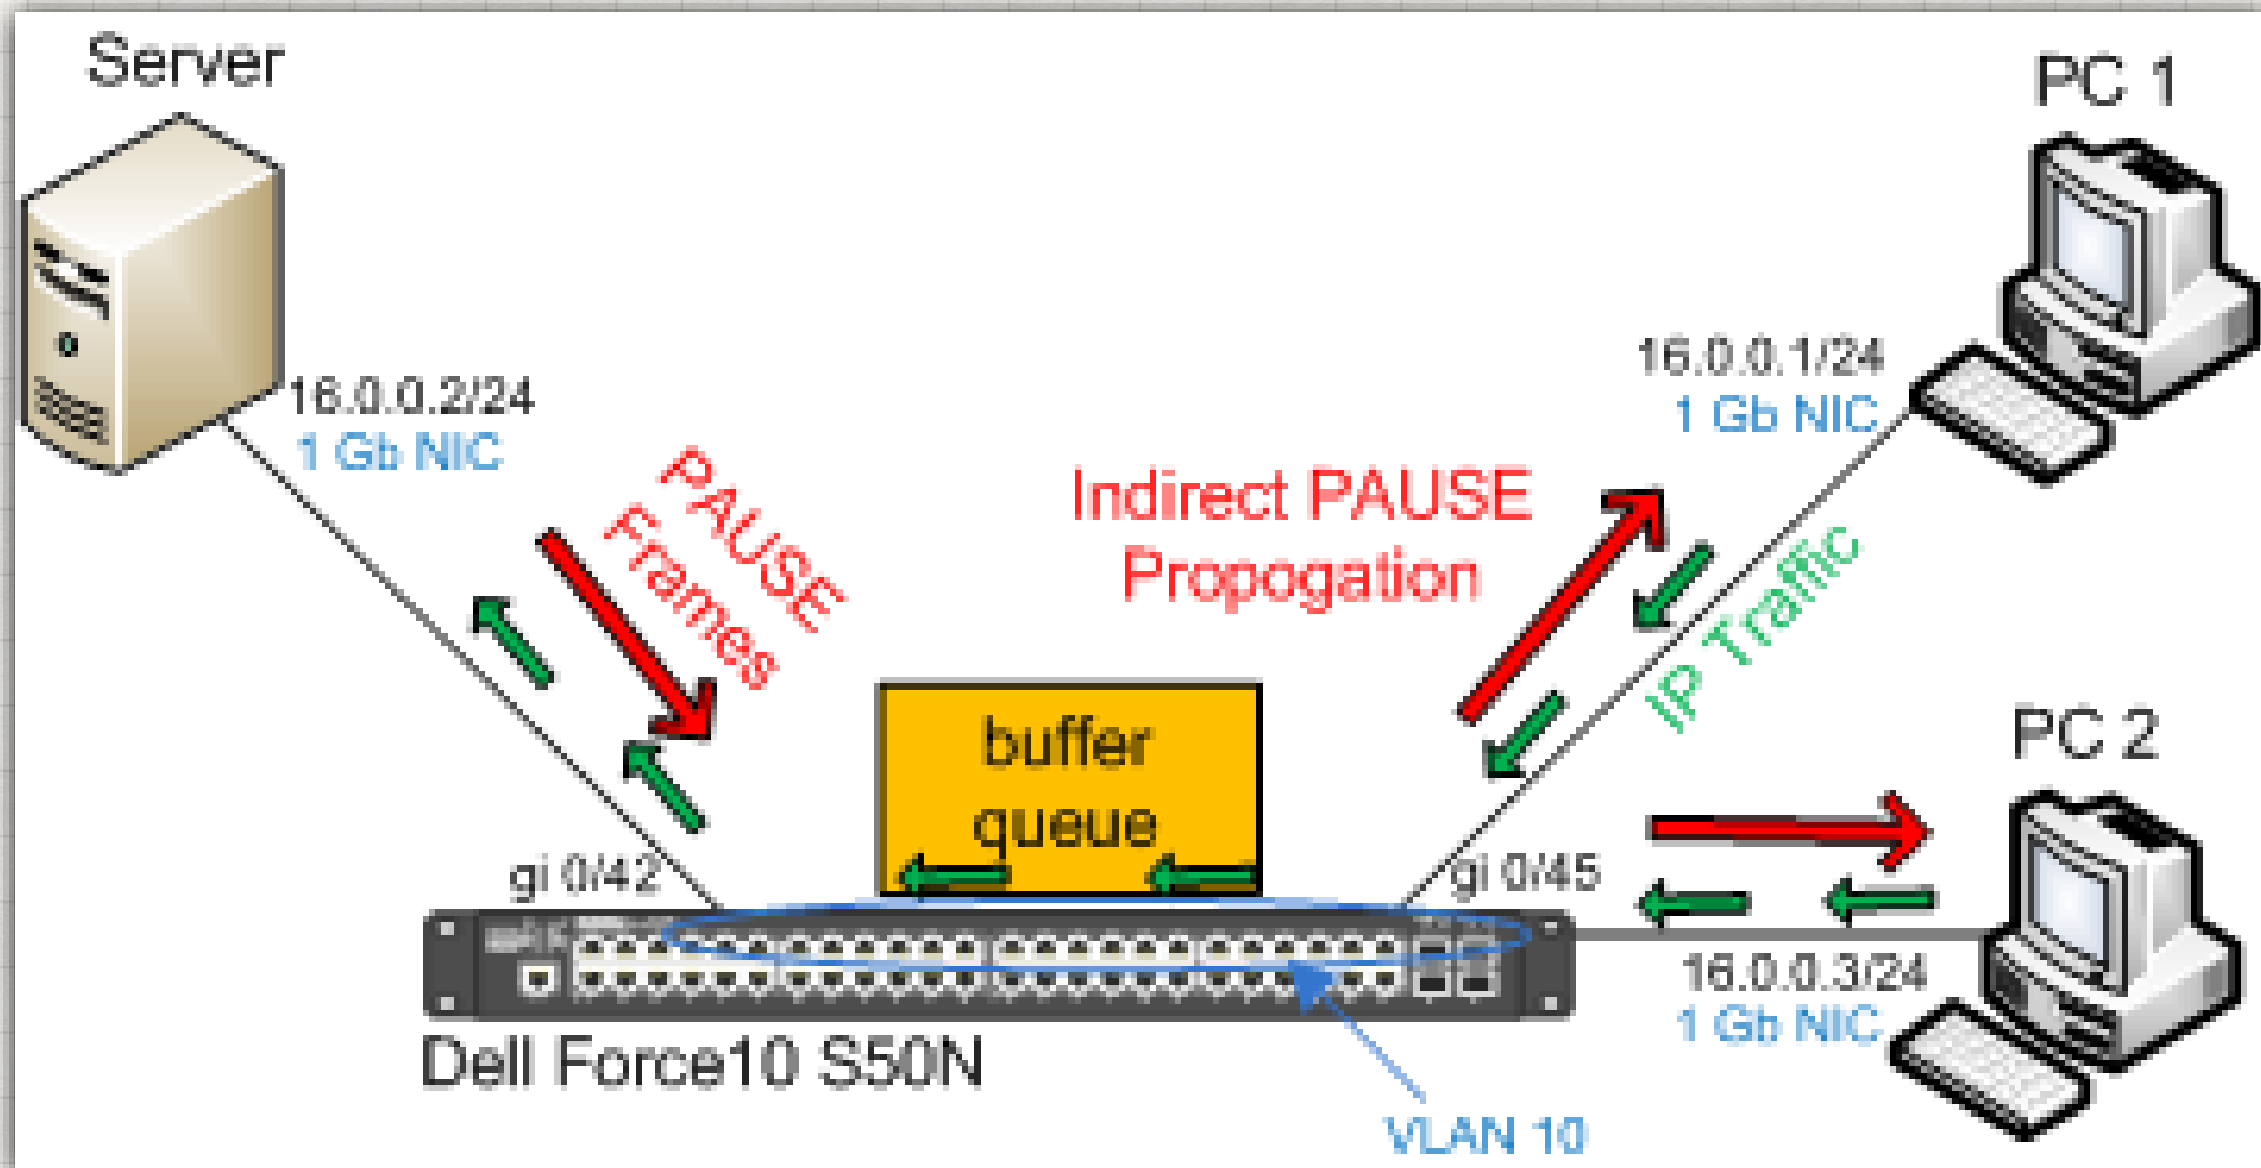 Server
PC 1
16.0.0.2/24
1 Gb NIC
16.0.0.1/24
1 Gb NIC
PAUSE
Frames
Indirect PAUSE
Propogation
IP Traffic
buffer
queue
PC 2
gi 0/42
gi 0/45
16.0.0.3/24
1 Gb NIC
Dell Force10 S50N
VLAN 10